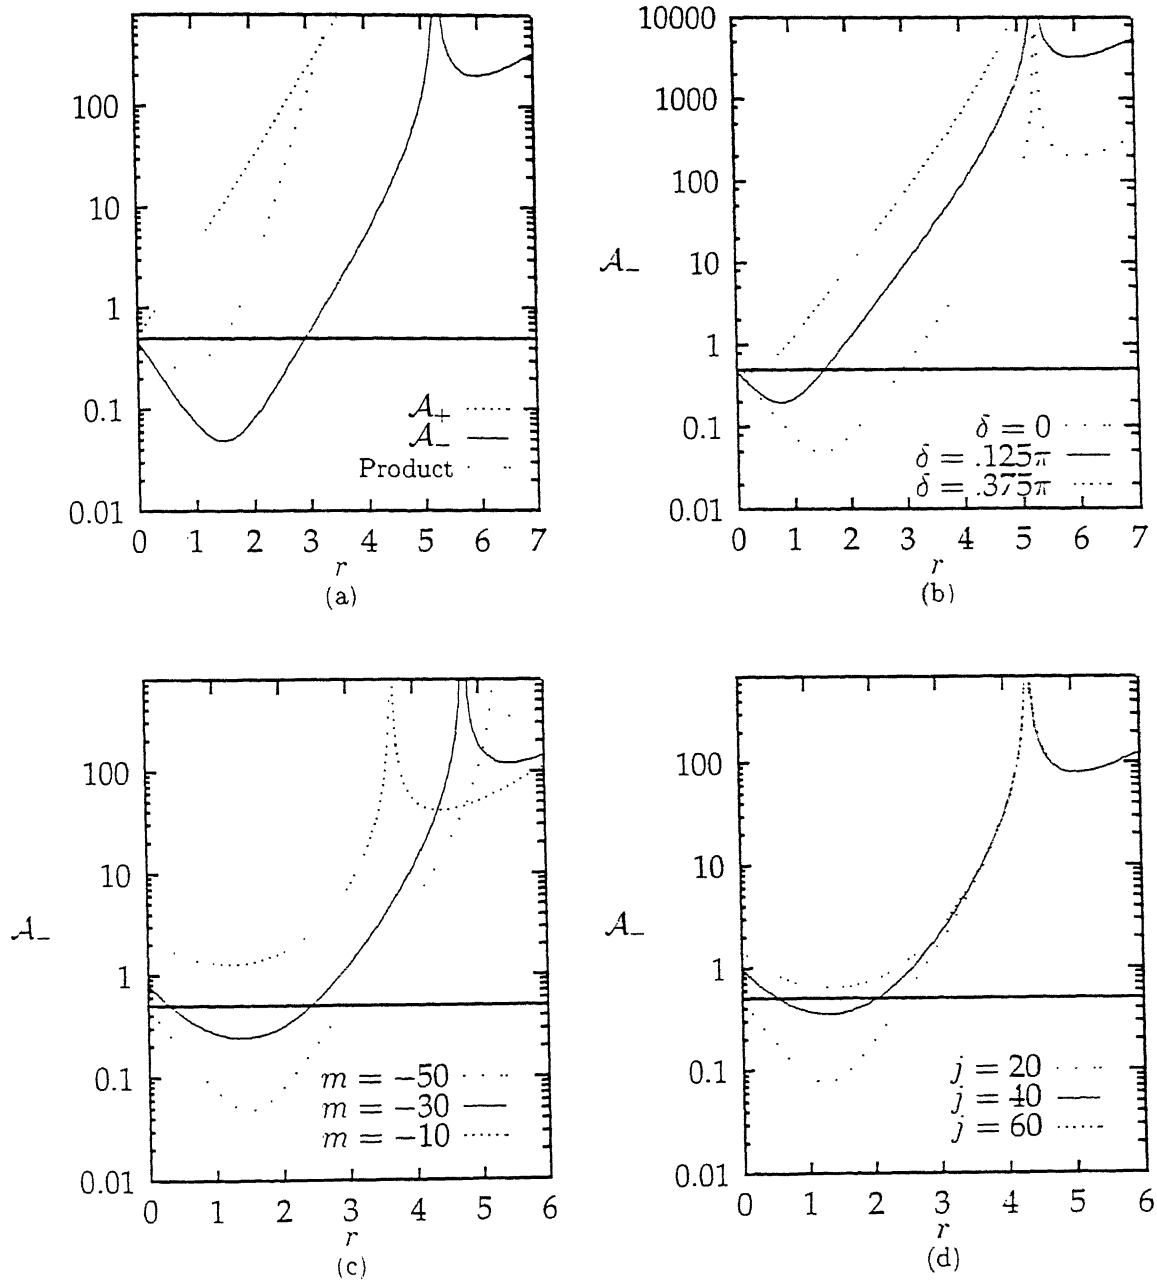 100
10
1
0.1
0.01
𝒜₊
𝒜₋
Product
0 1 2 3 4 5 6 7
r
(a)
10000
1000
100
10
1
0.1
0.01
𝒜₋
δ = 0
δ = .125π
δ = .375π
0 1 2 3 4 5 6 7
r
(b)
100
10
1
0.1
0.01
𝒜₋
m = −50
m = −30
m = −10
0 1 2 3 4 5 6
r
(c)
100
10
1
0.1
0.01
𝒜₋
j = 20
j = 40
j = 60
0 1 2 3 4 5 6
r
(d)